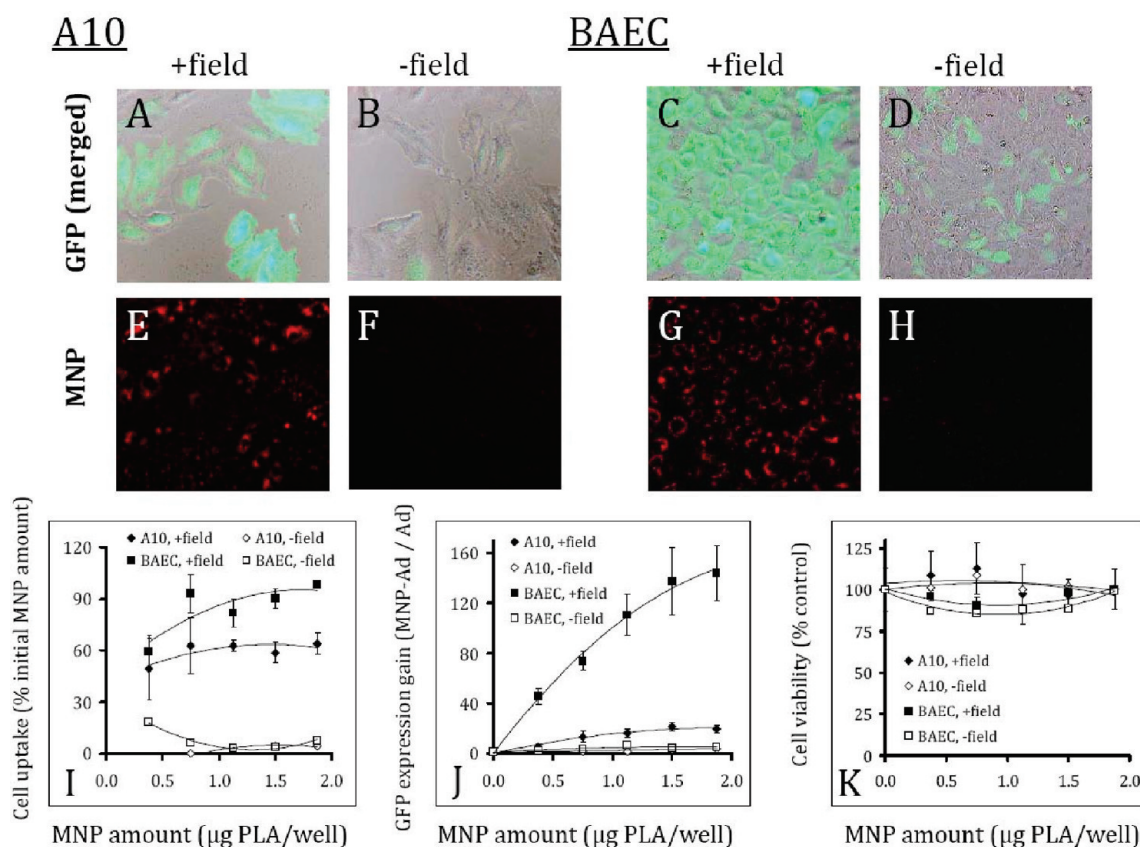 A10
BAEC
+field
-field
+field
-field
GFP (merged)
A
B
C
D
MNP
E
F
G
H
Cell uptake (% initial MNP amount)
120
90
60
30
0
A10, +field
A10, -field
BAEC, +field
BAEC, -field
I
0.0 0.5 1.0 1.5 2.0
MNP amount (µg PLA/well)
GFP expression gain (MNP-Ad / Ad)
160
120
80
40
0
A10, +field
A10, -field
BAEC, +field
BAEC, -field
J
0.0 0.5 1.0 1.5 2.0
MNP amount (µg PLA/well)
Cell viability (% control)
125
100
75
50
25
0
A10, +field
A10, -field
BAEC, +field
BAEC, -field
K
0.0 0.5 1.0 1.5 2.0
MNP amount (µg PLA/well)